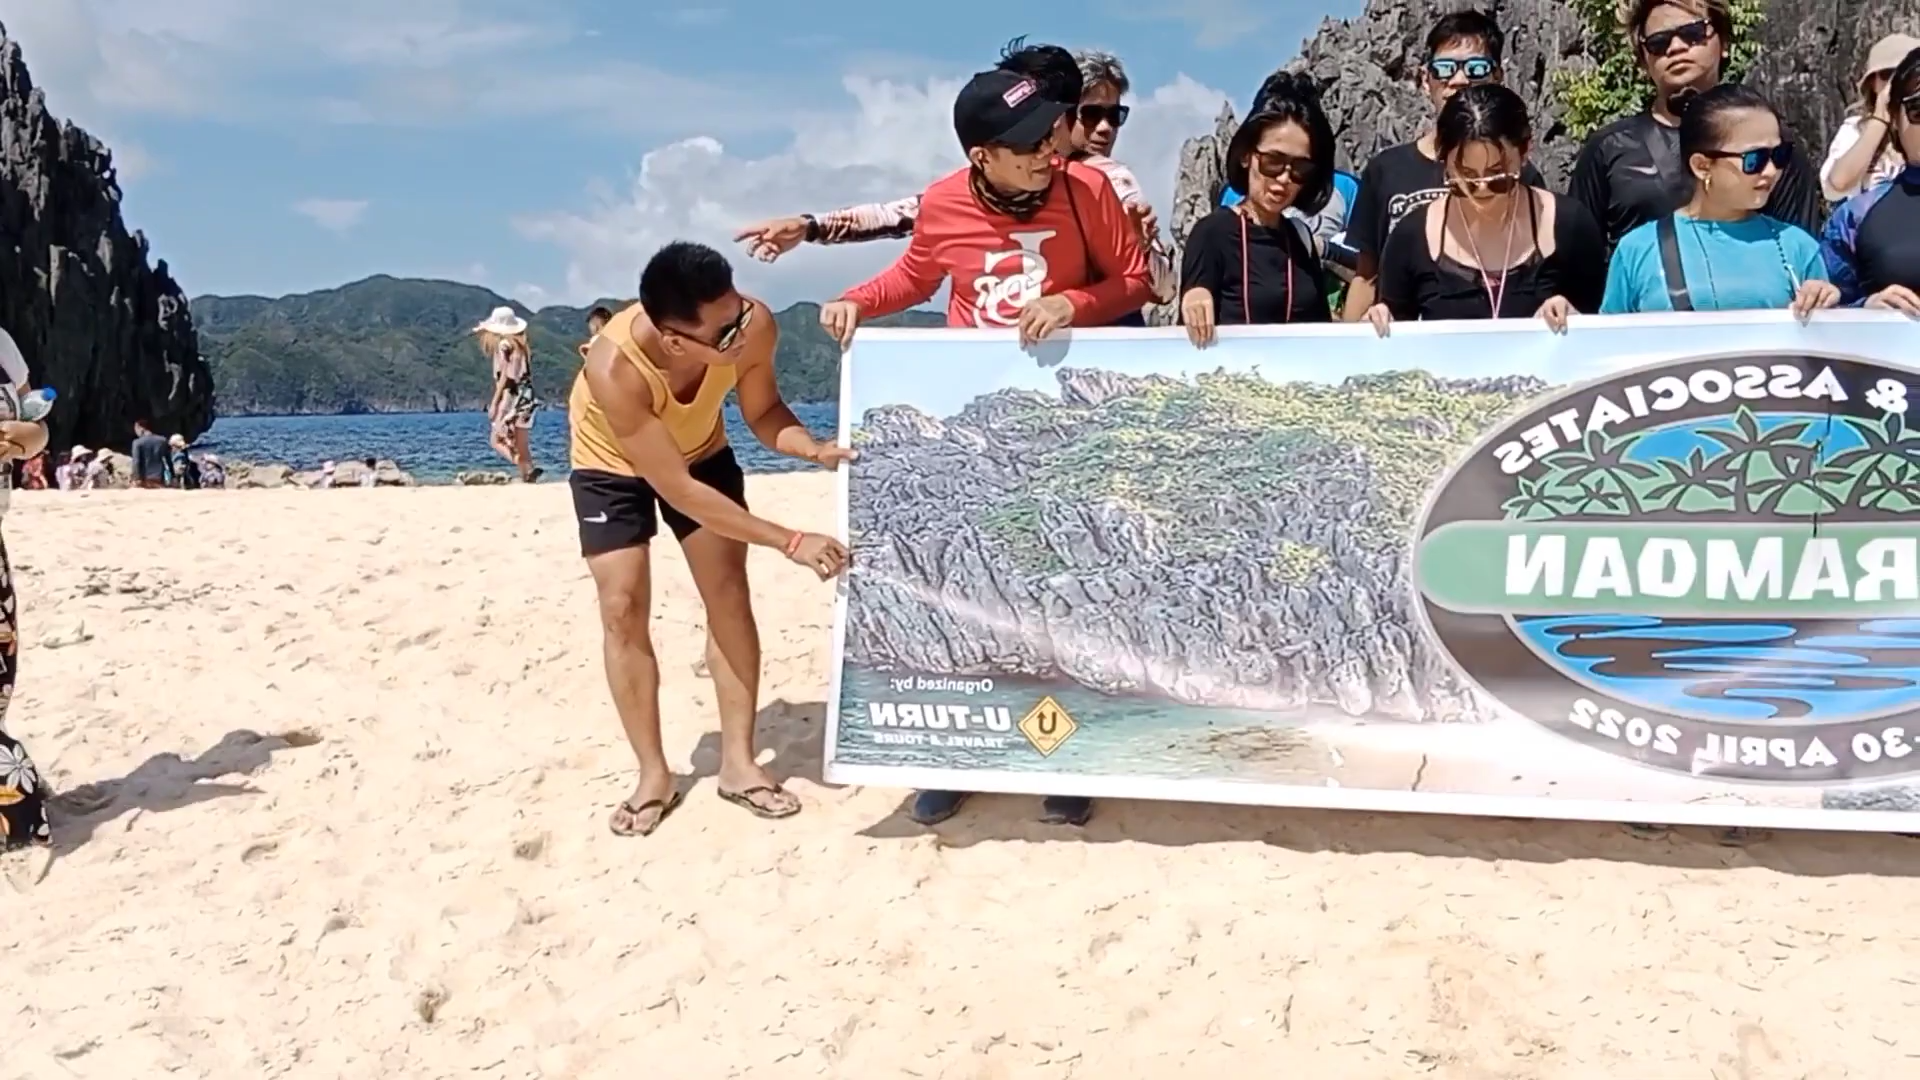 & ASSOCIATES
RAMOAN
30 APRIL 2022
Organized by:
U-TURN
TRAVEL & TOURS
U